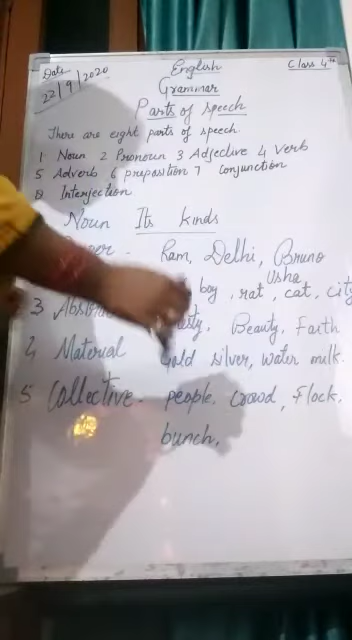 Date English Class 4th
22/9/2020 Grammar
Parts of speech
There are eight parts of speech.
1 Noun 2 Pronoun 3 Adjective 4 Verb
5 Adverb 6 preposition 7 Conjunction
8 Interjection
Noun Its kinds
Ram, Delhi, Bruno
Usha
boy, rat, cat, city
3 Beauty, Faith
4 Material Gold silver, water milk.
5 Collective - people, crowd, flock,
bunch,